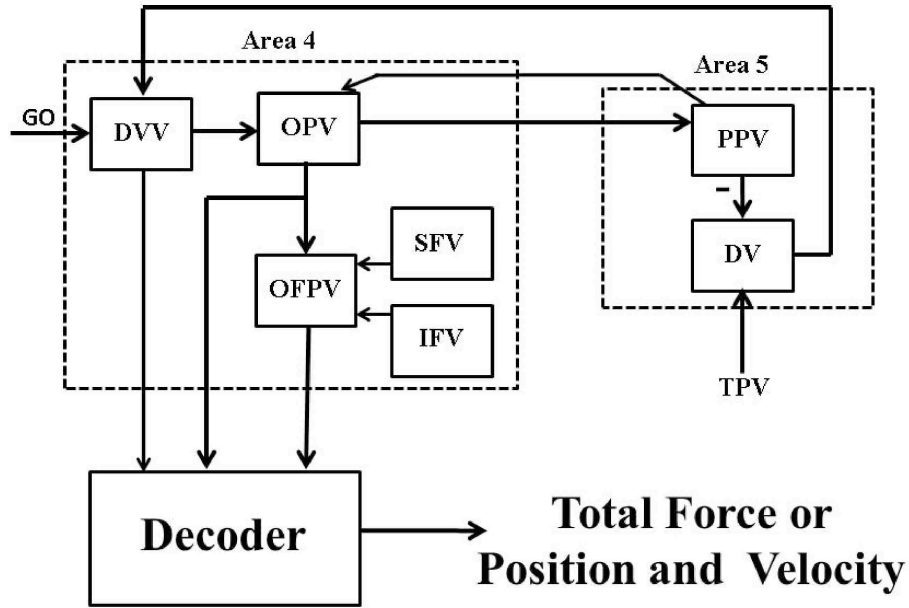 Area 4
Area 5
GO
DVV
OPV
PPV
-
SFV
DV
OFPV
IFV
TPV
Decoder
Total Force or
Position and Velocity